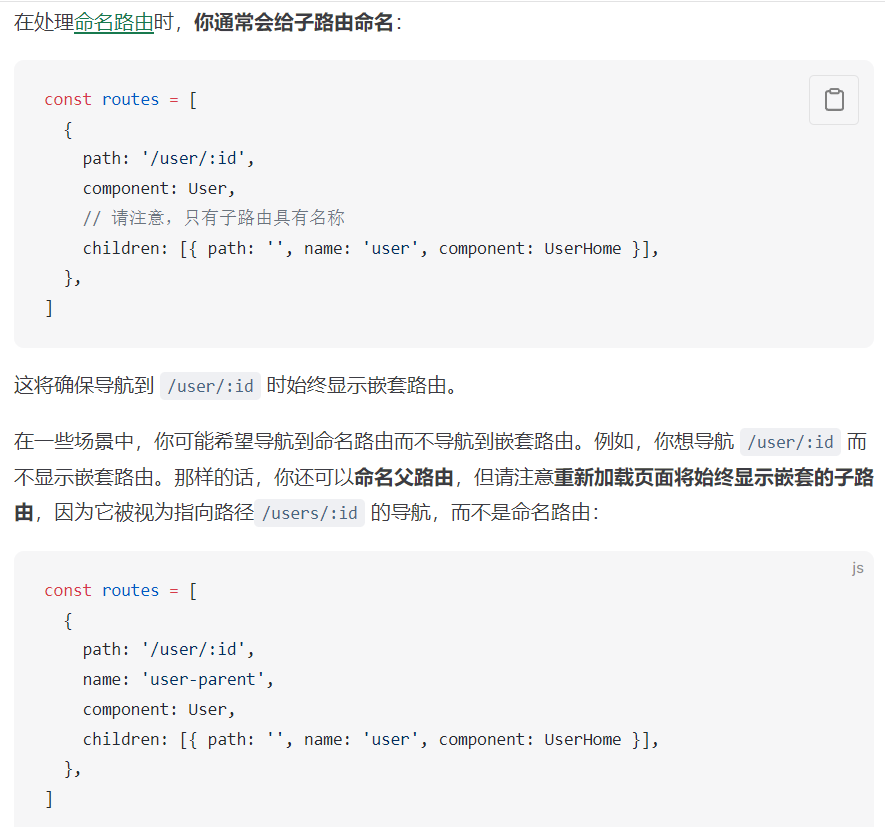 在处理命名路由时，你通常会给子路由命名：
const routes = [
  {
    path: '/user/:id',
    component: User,
    // 请注意，只有子路由具有名称
    children: [{ path: '', name: 'user', component: UserHome }],
  },
]
这将确保导航到 /user/:id 时始终显示嵌套路由。
在一些场景中，你可能希望导航到命名路由而不导航到嵌套路由。例如，你想导航 /user/:id 而
不显示嵌套路由。那样的话，你还可以命名父路由，但请注意重新加载页面将始终显示嵌套的子路
由，因为它被视为指向路径 /users/:id 的导航，而不是命名路由：
js
const routes = [
  {
    path: '/user/:id',
    name: 'user-parent',
    component: User,
    children: [{ path: '', name: 'user', component: UserHome }],
  },
]